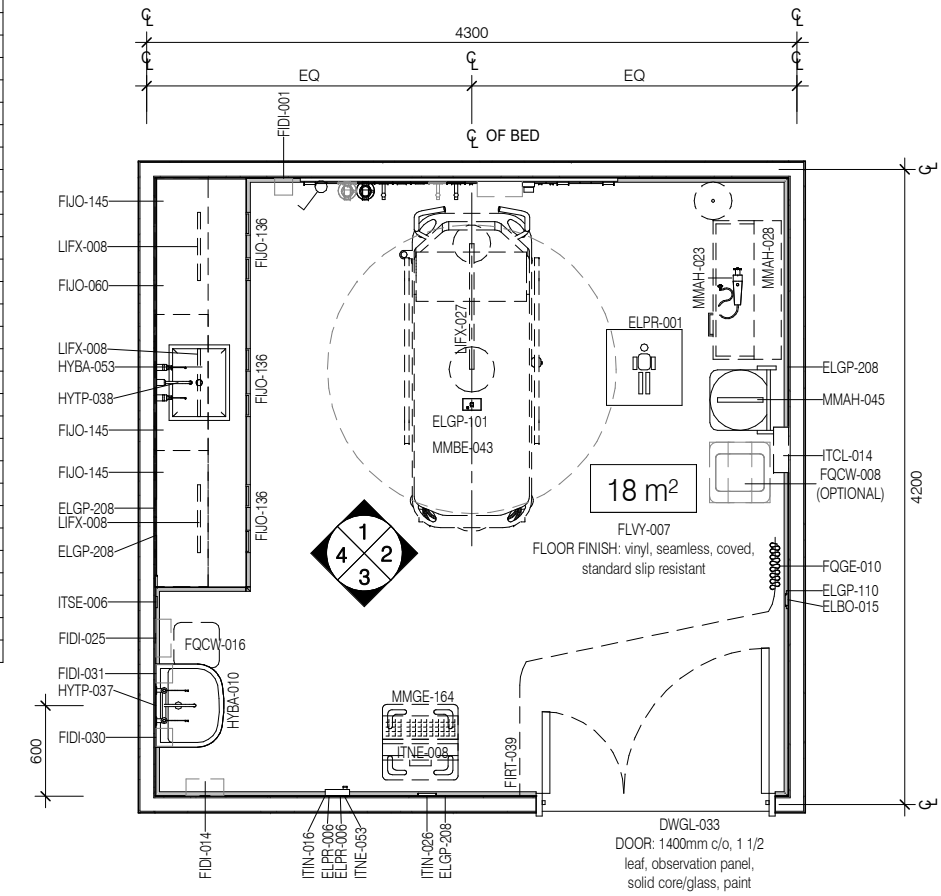 ℄
℄
4300
℄
℄
℄
EQ
EQ
FIDI-001
℄ OF BED
℄
FIJO-145
LIFX-008
FIJO-060
LIFX-008
HYBA-053
HYTP-038
FIJO-145
FIJO-145
ELGP-208
LIFX-008
ELGP-208
ITSE-006
FIDI-025
FIDI-031
HYTP-037
FIDI-030
600
FIJO-136
FIJO-136
FIJO-136
LIFX-027
ELGP-101
MMBE-043
ELPR-001
MMAH-023
MMAH-028
ELGP-208
MMAH-045
ITCL-014
FQCW-008
(OPTIONAL)
4200
18 m²
FLVY-007
FLOOR FINISH: vinyl, seamless, coved,
standard slip resistant
1
4 2
3
FQGE-010
ELGP-110
ELBO-015
FQCW-016
HYBA-010
MMGE-164
ITNE-008
FIRT-039
℄
FIDI-014
ITIN-016
ELPR-006
ELPR-006
ITNE-053
ITIN-026
ELGP-208
DWGL-033
DOOR: 1400mm c/o, 1 1/2
leaf, observation panel,
solid core/glass, paint